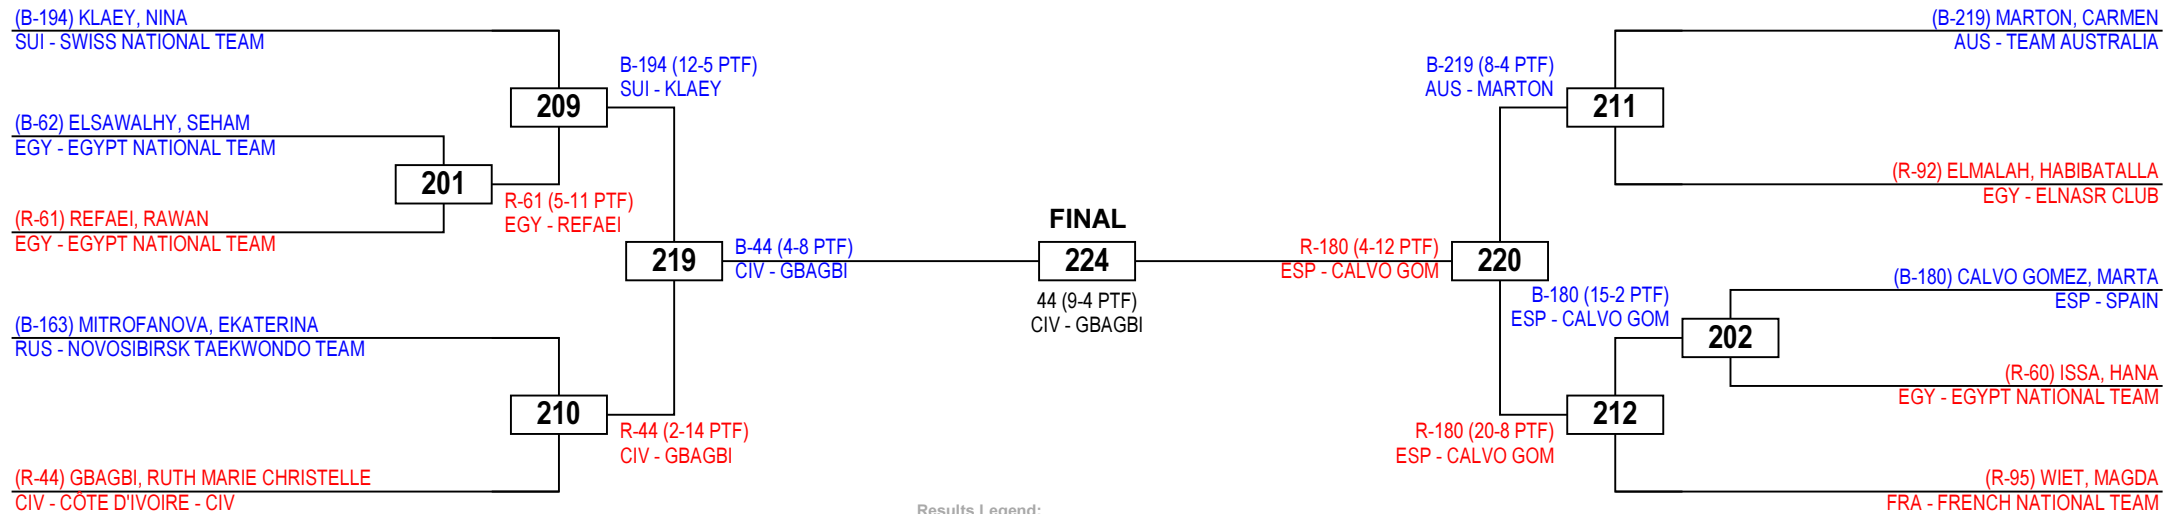 (B-194) KLAEY, NINA
SUI - SWISS NATIONAL TEAM
(B-62) ELSAWALHY, SEHAM
EGY - EGYPT NATIONAL TEAM
(R-61) REFAEI, RAWAN
EGY - EGYPT NATIONAL TEAM
(B-163) MITROFANOVA, EKATERINA
RUS - NOVOSIBIRSK TAEKWONDO TEAM
(R-44) GBAGBI, RUTH MARIE CHRISTELLE
CIV - CÔTE D'IVOIRE - CIV
201
R-61 (5-11 PTF)
EGY - REFAEI
209
B-194 (12-5 PTF)
SUI - KLAEY
210
R-44 (2-14 PTF)
CIV - GBAGBI
219
B-44 (4-8 PTF)
CIV - GBAGBI
FINAL
224
44 (9-4 PTF)
CIV - GBAGBI
R-180 (4-12 PTF)
ESP - CALVO GOM
220
B-219 (8-4 PTF)
AUS - MARTON
211
R-180 (20-8 PTF)
ESP - CALVO GOM
212
B-180 (15-2 PTF)
ESP - CALVO GOM
202
(B-219) MARTON, CARMEN
AUS - TEAM AUSTRALIA
(R-92) ELMALAH, HABIBATALLA
EGY - ELNASR CLUB
(B-180) CALVO GOMEZ, MARTA
ESP - SPAIN
(R-60) ISSA, HANA
EGY - EGYPT NATIONAL TEAM
(R-95) WIET, MAGDA
FRA - FRENCH NATIONAL TEAM
Results Legend: